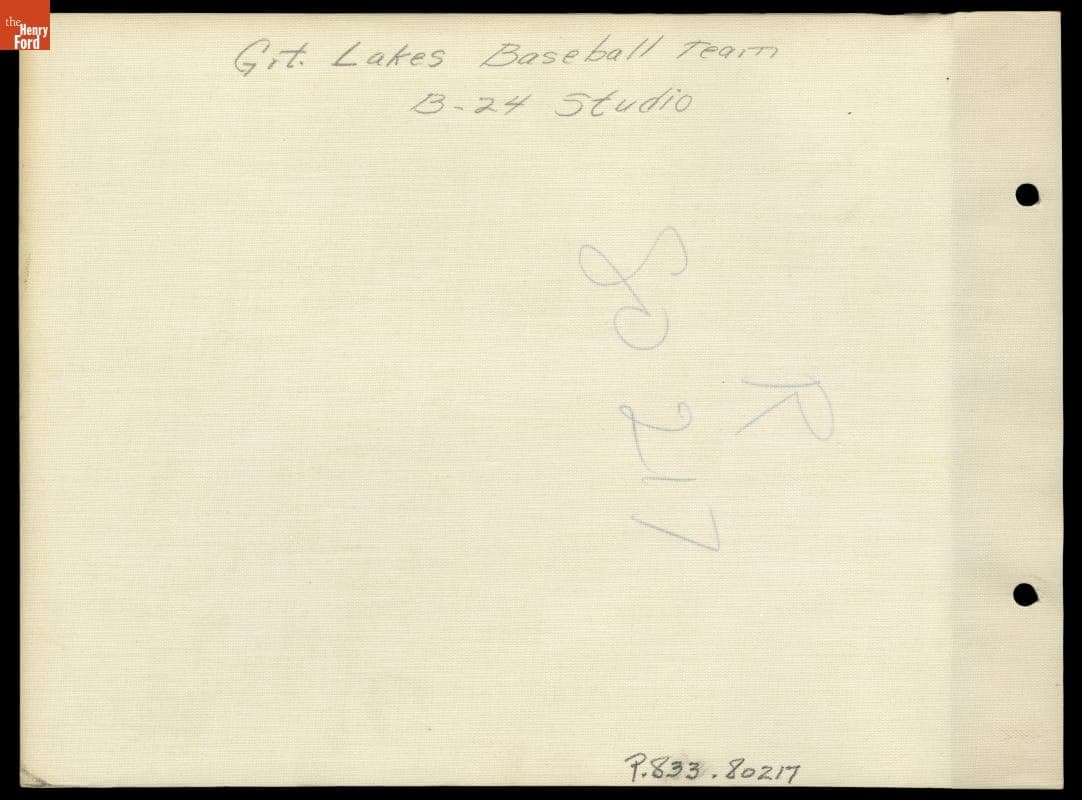 the
Henry
Ford
Grt. Lakes Baseball Team
B-24 Studio
R
80217
P.833.80217